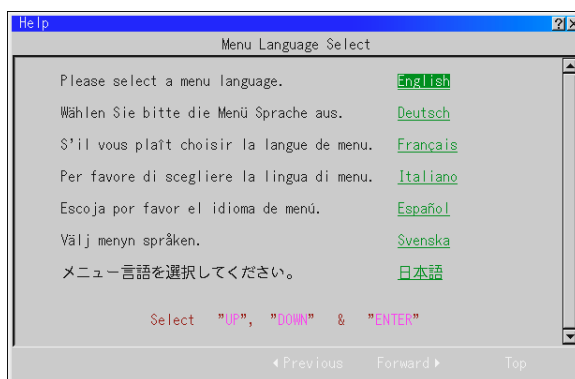 Help
Menu Language Select
Please select a menu language. English
Wählen Sie bitte die Menü Sprache aus. Deutsch
S'il vous plaît choisir la langue de menu. Français
Per favore di scegliere la lingua di menu. Italiano
Escoja por favor el idioma de menú. Español
Välj menyn språken. Svenska
メニュー言語を選択してください。 日本語
Select "UP", "DOWN" & "ENTER"
Previous Forward Top